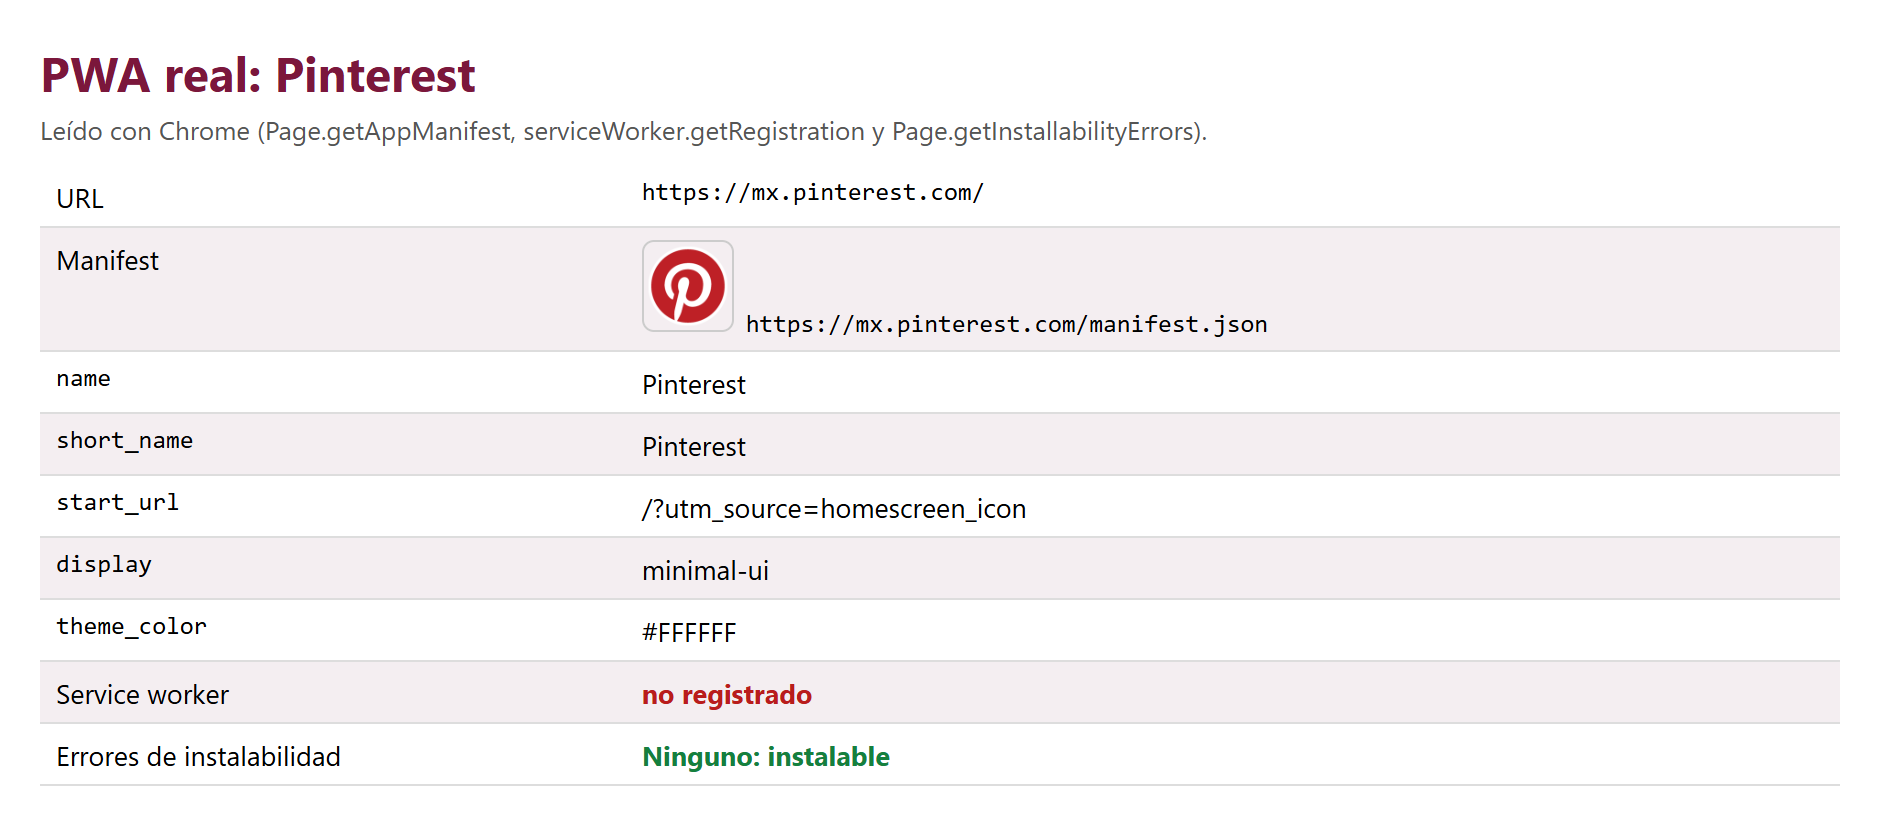 PWA real: Pinterest
Leído con Chrome (Page.getAppManifest, serviceWorker.getRegistration y Page.getInstallabilityErrors).
URL https://mx.pinterest.com/
Manifest https://mx.pinterest.com/manifest.json
name Pinterest
short_name Pinterest
start_url /?utm_source=homescreen_icon
display minimal-ui
theme_color #FFFFFF
Service worker no registrado
Errores de instalabilidad Ninguno: instalable